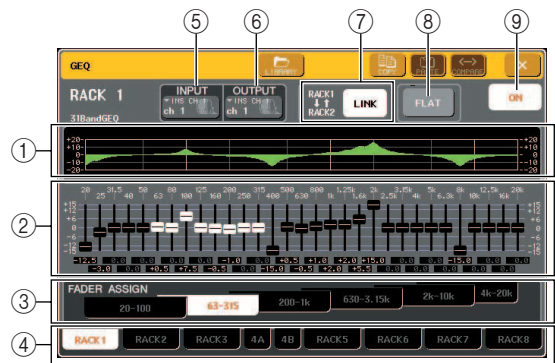 ⑤ ⑥ ⑦ ⑧ ⑨
GEQ
LIBRARY COPY PASTE COMPARE ×
RACK 1
31BandGEQ
INPUT
INS CH
ch 1
OUTPUT
INS CH
ch 1
RACK1
RACK2
LINK
FLAT
ON
①
+20 +20
+10 +10
-10 -10
-20 -20
②
20 31.5 50 80 125 200 315 500 800 1.25k 2k 3.15k 5k 8k 12.5k 20k
25 40 63 100 160 250 400 630 1k 1.6k 2.5k 4k 6.3k 10k 16k
+15 +15
-12.5 0.0 0.0 -1.0 0.0 +0.5 +1.0 +15.0 0.0 0.0 0.0 0.0
-3.0 0.0 +0.5 +7.5 -0.5 -15.0 -0.5 +2.0 +5.5 0.0 0.0 -15.0 0.0 0.0
③
FADER ASSIGN
20-100 63-315 200-1k 630-3.15k 2k-10k 4k-20k
④
RACK1 RACK2 RACK3 4A 4B RACK5 RACK6 RACK7 RACK8